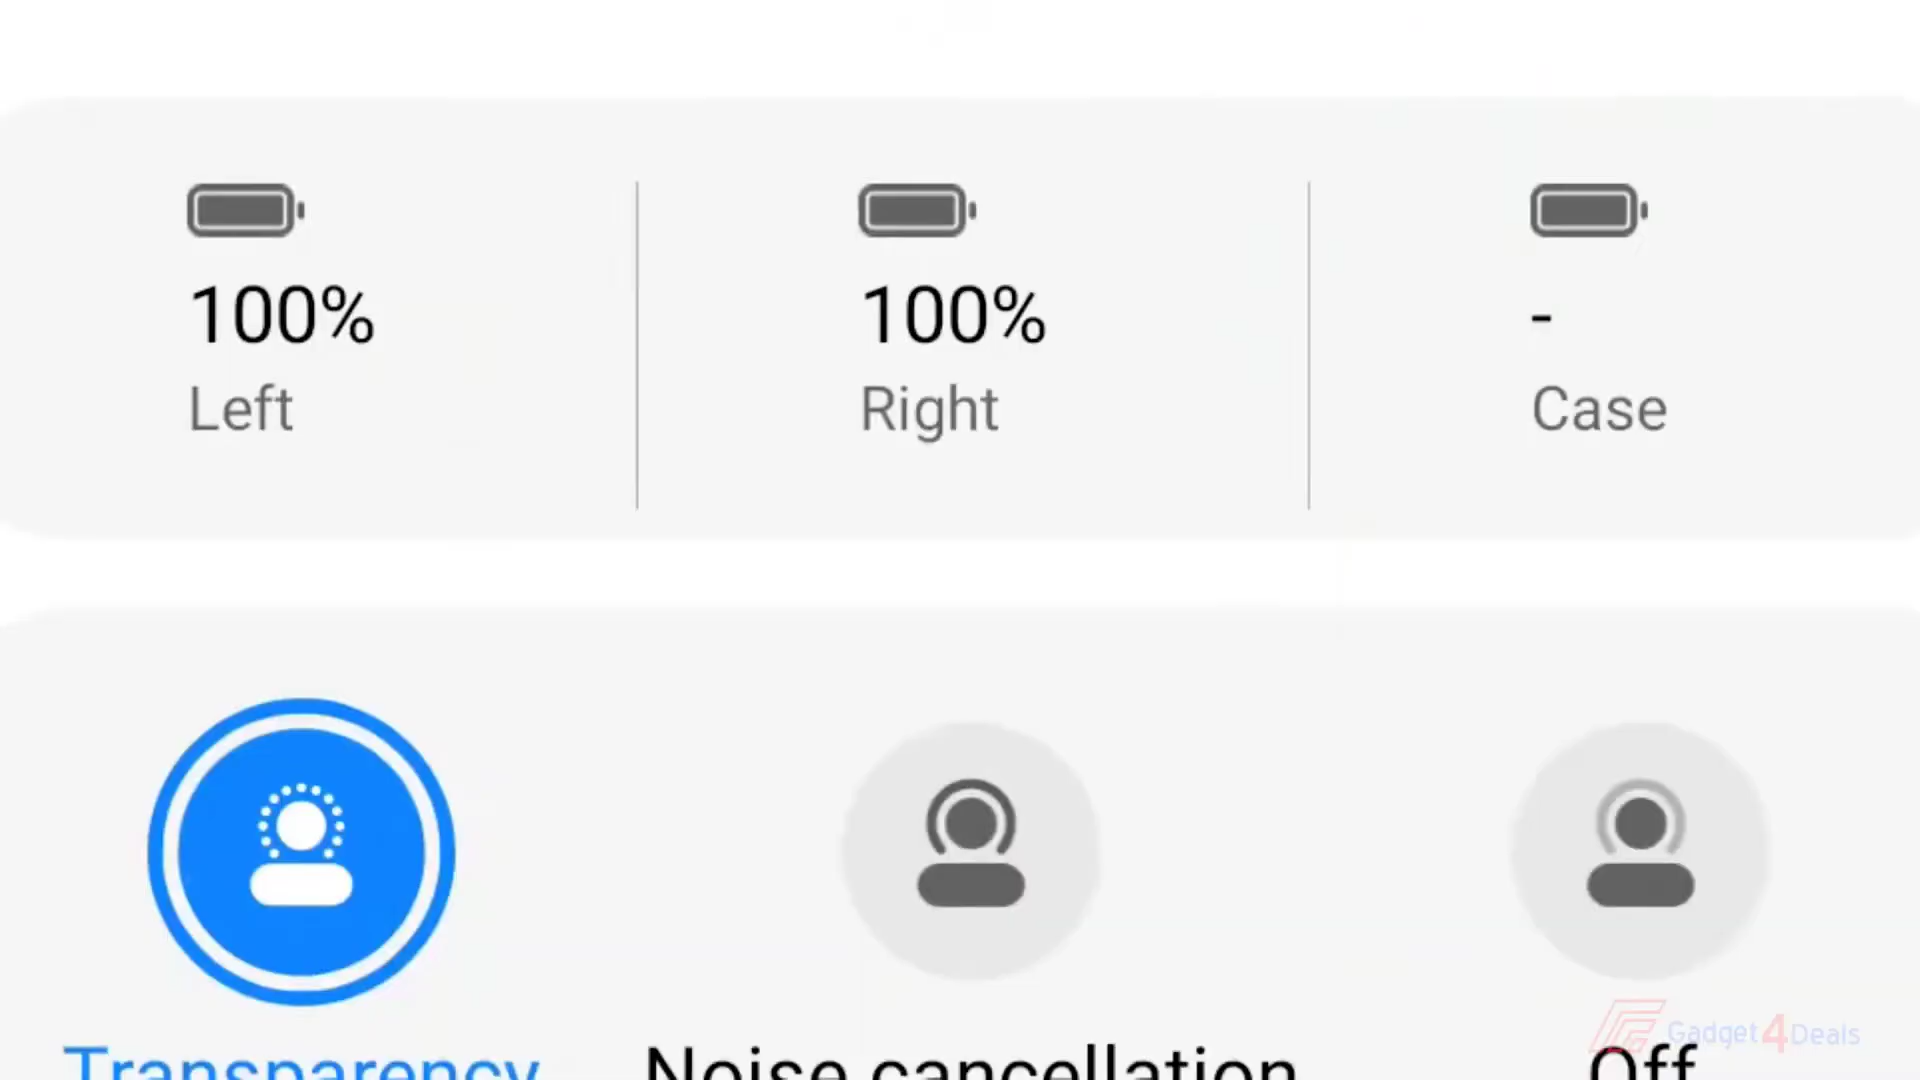 100% 100% -
Left Right Case
Transparency Noise cancellation Off
Gadget4Deals